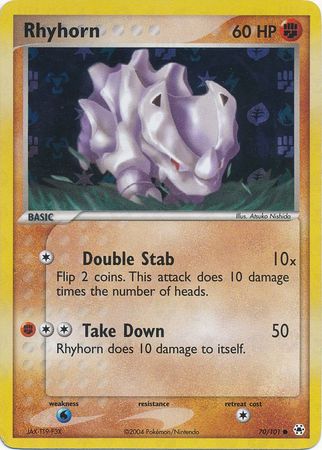 Rhyhorn 60 HP
BASIC
Illus. Atsuko Nishida
Double Stab 10x
Flip 2 coins. This attack does 10 damage
times the number of heads.
Take Down 50
Rhyhorn does 10 damage to itself.
weakness resistance retreat cost
©2004 Pokémon/Nintendo 70/101